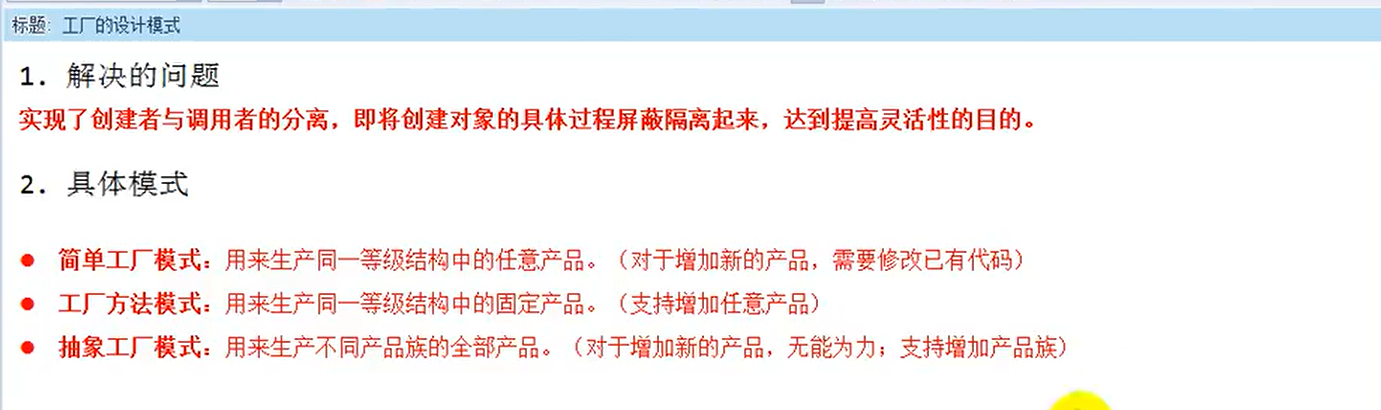 标题: 工厂的设计模式
1. 解决的问题
实现了创建者与调用者的分离，即将创建对象的具体过程屏蔽隔离起来，达到提高灵活性的目的。
2. 具体模式
● 简单工厂模式：用来生产同一等级结构中的任意产品。（对于增加新的产品，需要修改已有代码）
● 工厂方法模式：用来生产同一等级结构中的固定产品。（支持增加任意产品）
● 抽象工厂模式：用来生产不同产品族的全部产品。（对于增加新的产品，无能为力；支持增加产品族）